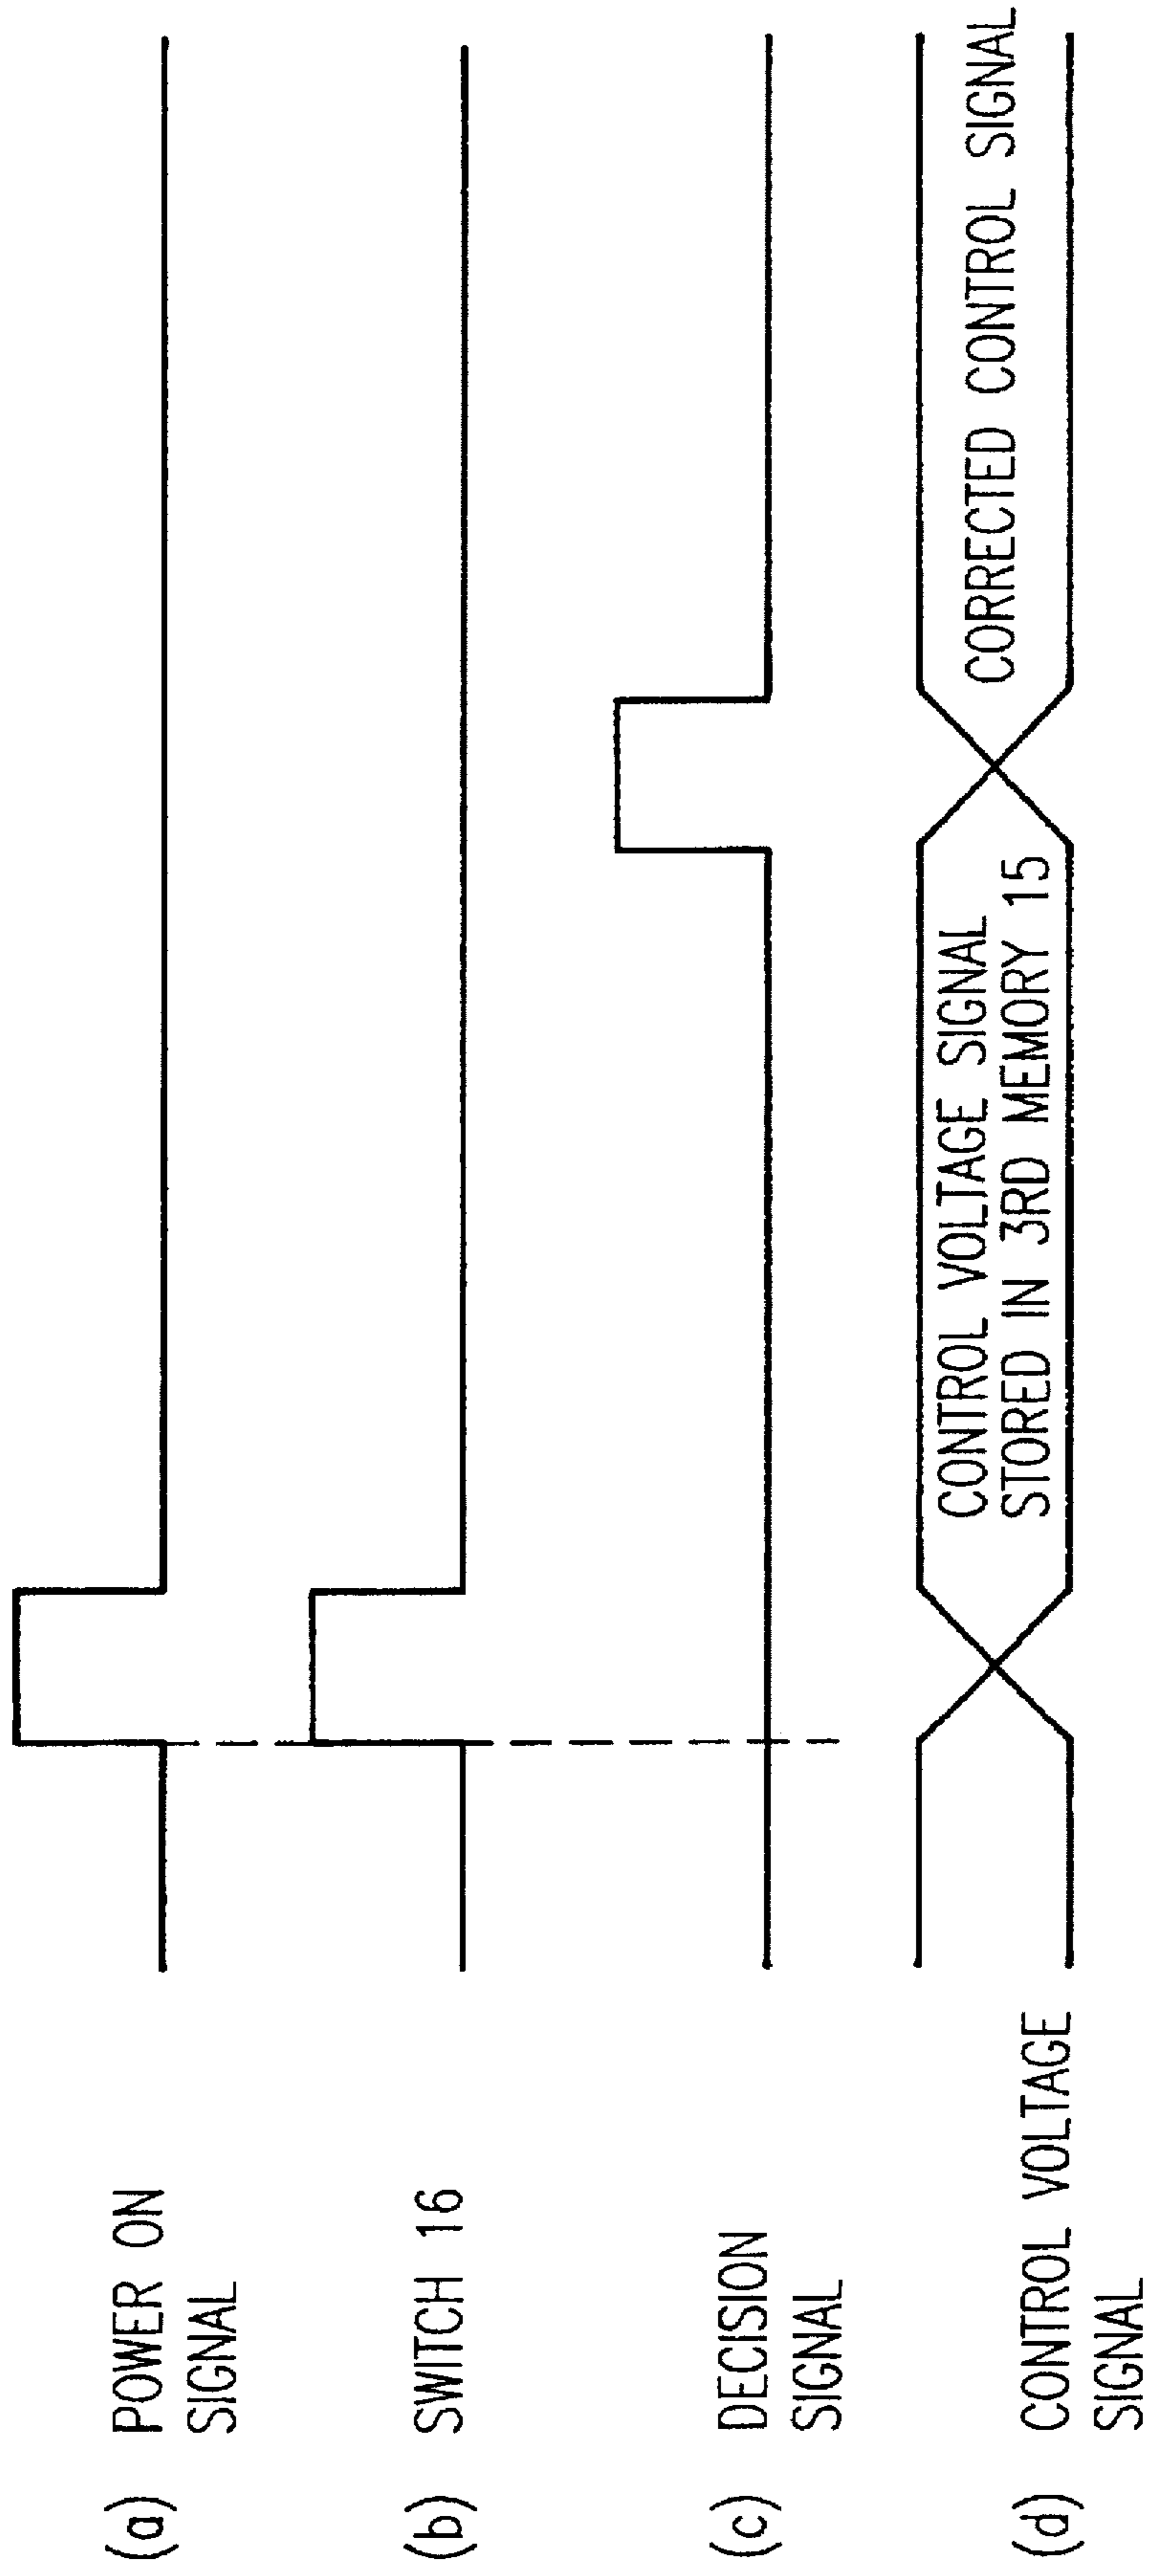 (a) POWER ON
SIGNAL
(b) SWITCH 16
(c) DECISION
SIGNAL
(d) CONTROL VOLTAGE
SIGNAL
CONTROL VOLTAGE SIGNAL
STORED IN 3RD MEMORY 15
CORRECTED CONTROL SIGNAL